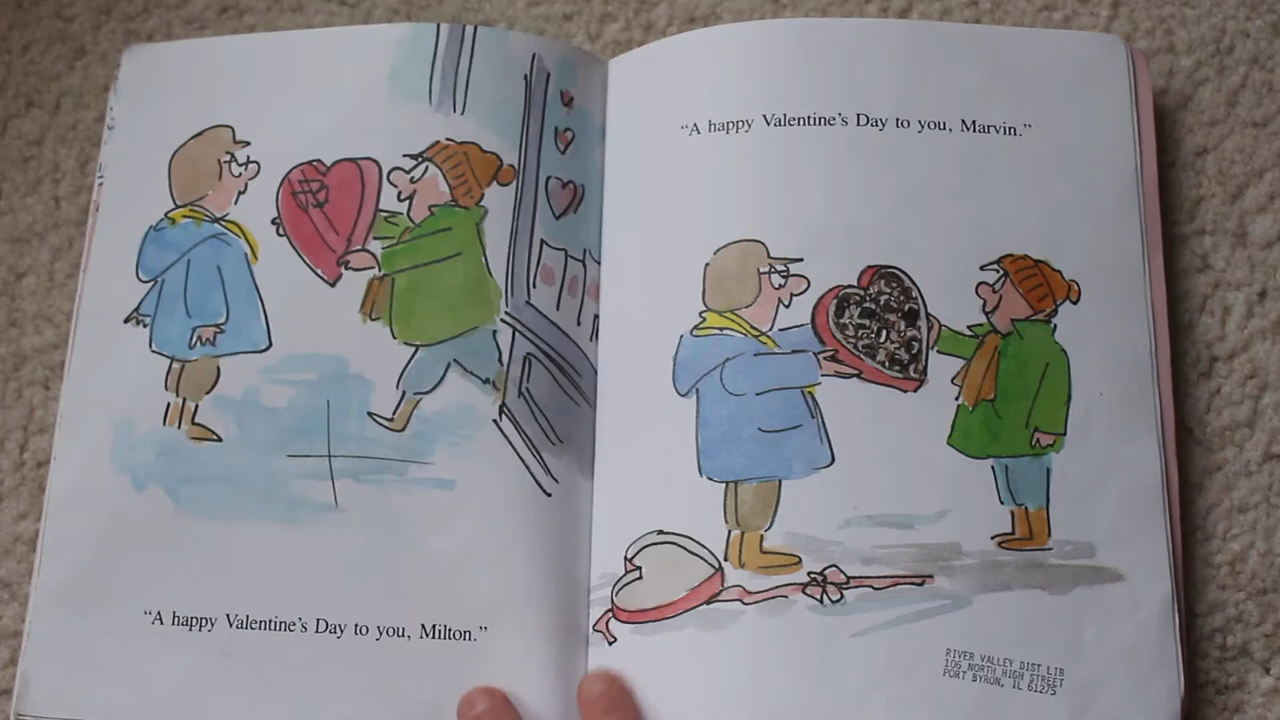 “A happy Valentine’s Day to you, Milton.”
“A happy Valentine’s Day to you, Marvin.”
RIVER VALLEY DIST LIB
106 NORTH HIGH STREET
PORT BYRON, IL 61275